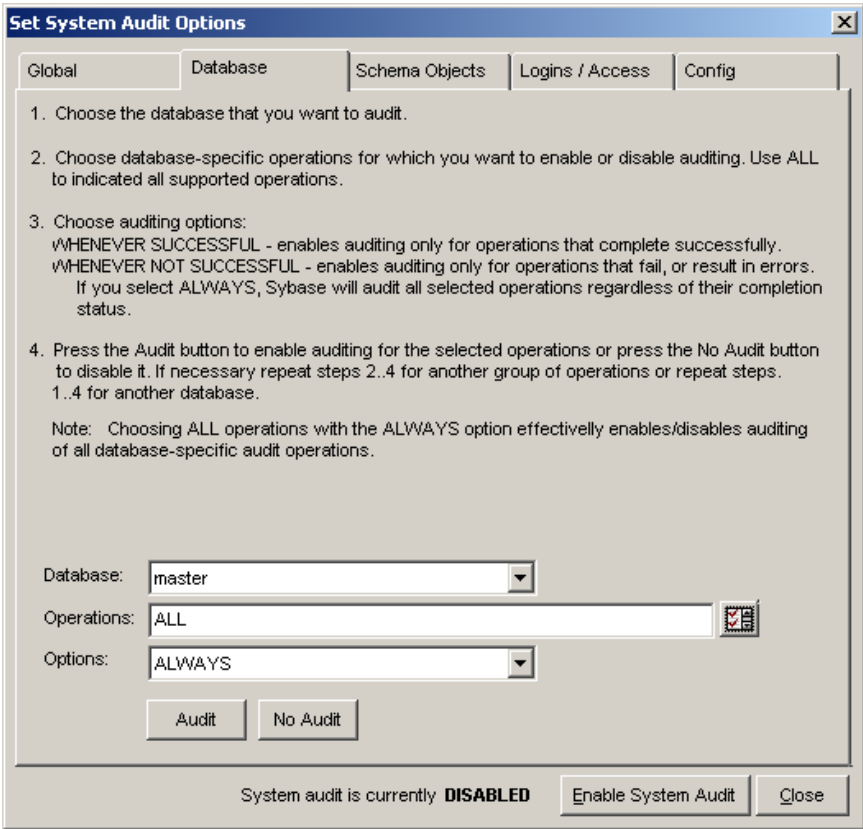 Set System Audit Options
Global
Database
Schema Objects
Logins / Access
Config
1. Choose the database that you want to audit.
2. Choose database-specific operations for which you want to enable or disable auditing. Use ALL
to indicated all supported operations.
3. Choose auditing options:
WHENEVER SUCCESSFUL - enables auditing only for operations that complete successfully.
WHENEVER NOT SUCCESSFUL - enables auditing only for operations that fail, or result in errors.
If you select ALWAYS, Sybase will audit all selected operations regardless of their completion
status.
4. Press the Audit button to enable auditing for the selected operations or press the No Audit button
to disable it. If necessary repeat steps 2..4 for another group of operations or repeat steps.
1..4 for another database.
Note: Choosing ALL operations with the ALWAYS option effectivelly enables/disables auditing
of all database-specific audit operations.
Database:
master
Operations:
ALL
Options:
ALWAYS
Audit
No Audit
System audit is currently DISABLED
Enable System Audit
Close